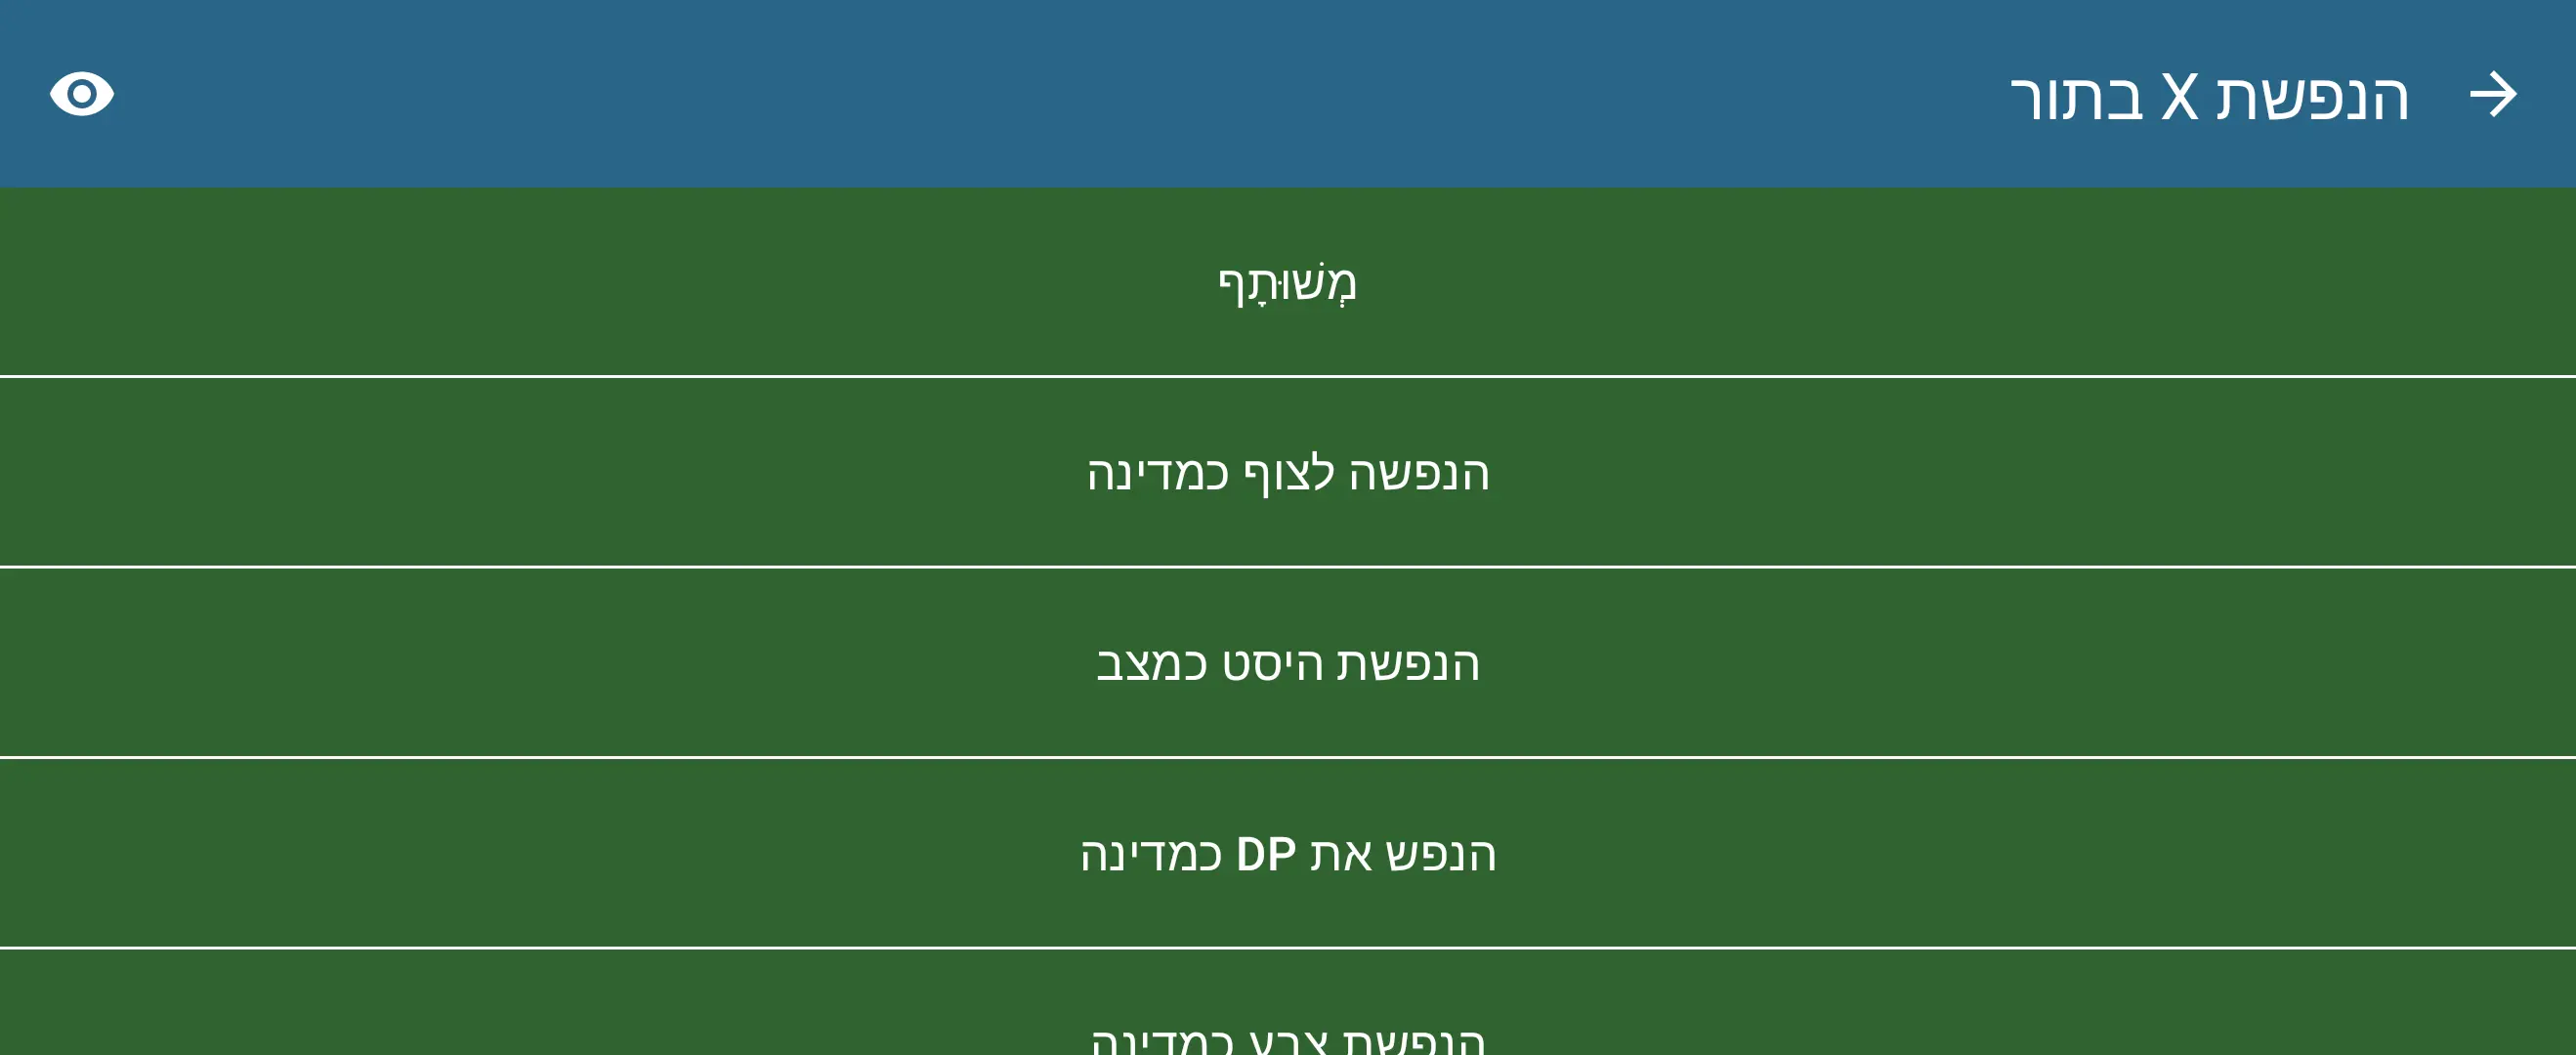 הנפשת X בתור
מְשׁוּתָף
הנפשה לצוף כמדינה
הנפשת היסט כמצב
הנפש את DP כמדינה
הנפשת צבע כמדינה